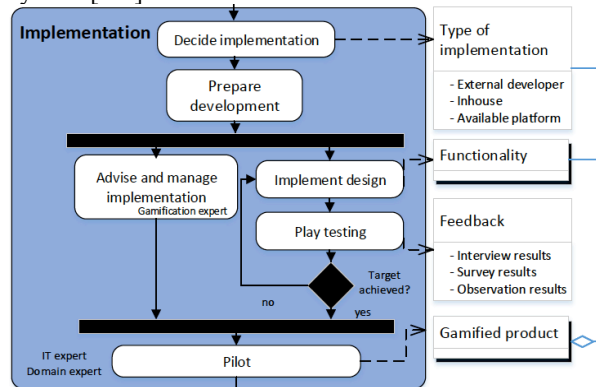 Implementation
Decide implementation
Prepare
development
Advise and manage
implementation
Gamification expert
Implement design
Play testing
Target
achieved?
no
yes
IT expert
Domain expert
Pilot
Type of
implementation
- External developer
- Inhouse
- Available platform
Functionality
Feedback
- Interview results
- Survey results
- Observation results
Gamified product